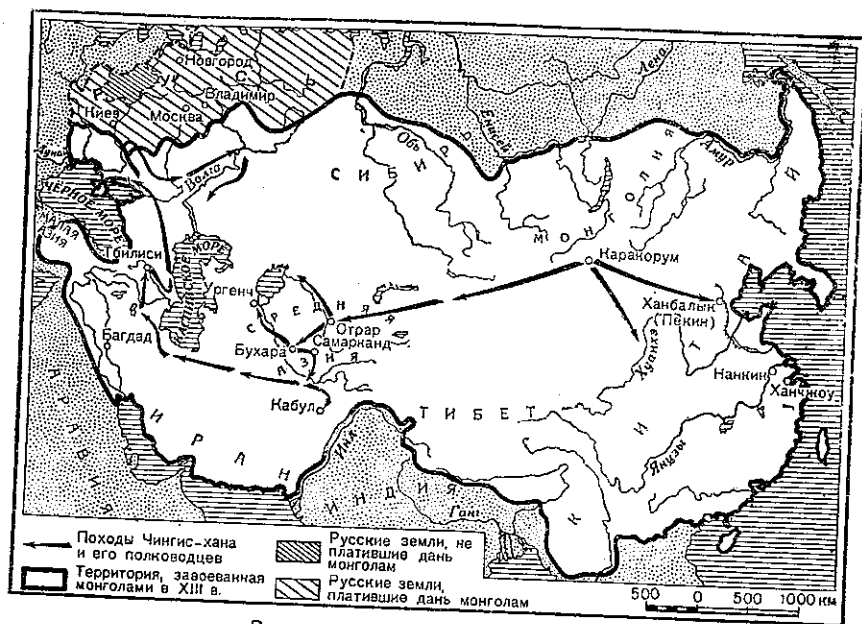 Новгород
РУСЬ
Владимир
Москва
Киев
Лена
Енисей
Обь
СИБИРЬ
Амур
МОНГОЛИЯ
Волга
ЧЁРНОЕ МОРЕ
МАЛАЯ
АЗИЯ
Тбилиси
МОРЕ
Каракорум
Ургенч
СРЕДНЯЯ
АЗИЯ
Отрар
Самарканд
Бухара
Ханбалык
(Пекин)
Багдад
Кабул
Хуанхэ
Нанкин
Ханчжоу
ТИБЕТ
КИТАЙ
Янцзы
ИРАН
Инд
АРАВИЯ
ИНДИЯ
Ганг
Походы Чингис-хана
и его полководцев
Территория, завоеванная
монголами в XIII в.
Русские земли, не
платившие дань
монголам
Русские земли,
платившие дань монголам
500 0 500 1000 км